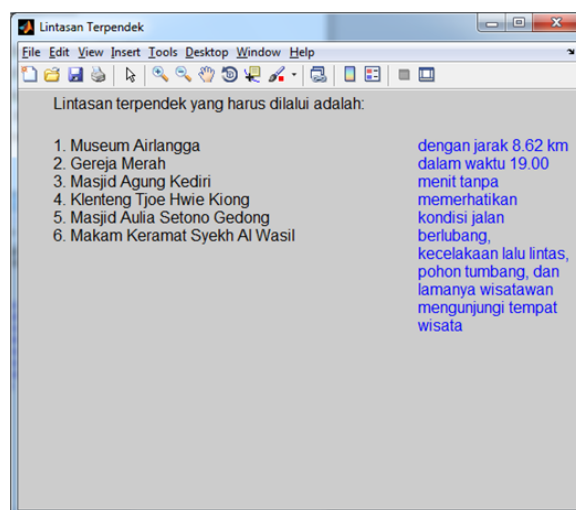 Lintasan Terpendek
File Edit View Insert Tools Desktop Window Help
Lintasan terpendek yang harus dilalui adalah:
1. Museum Airlangga
2. Gereja Merah
3. Masjid Agung Kediri
4. Klenteng Tjoe Hwie Kiong
5. Masjid Aulia Setono Gedong
6. Makam Keramat Syekh Al Wasil
dengan jarak 8.62 km
dalam waktu 19.00
menit tanpa
memerhatikan
kondisi jalan
berlubang,
kecelakaan lalu lintas,
pohon tumbang, dan
lamanya wisatawan
mengunjungi tempat
wisata